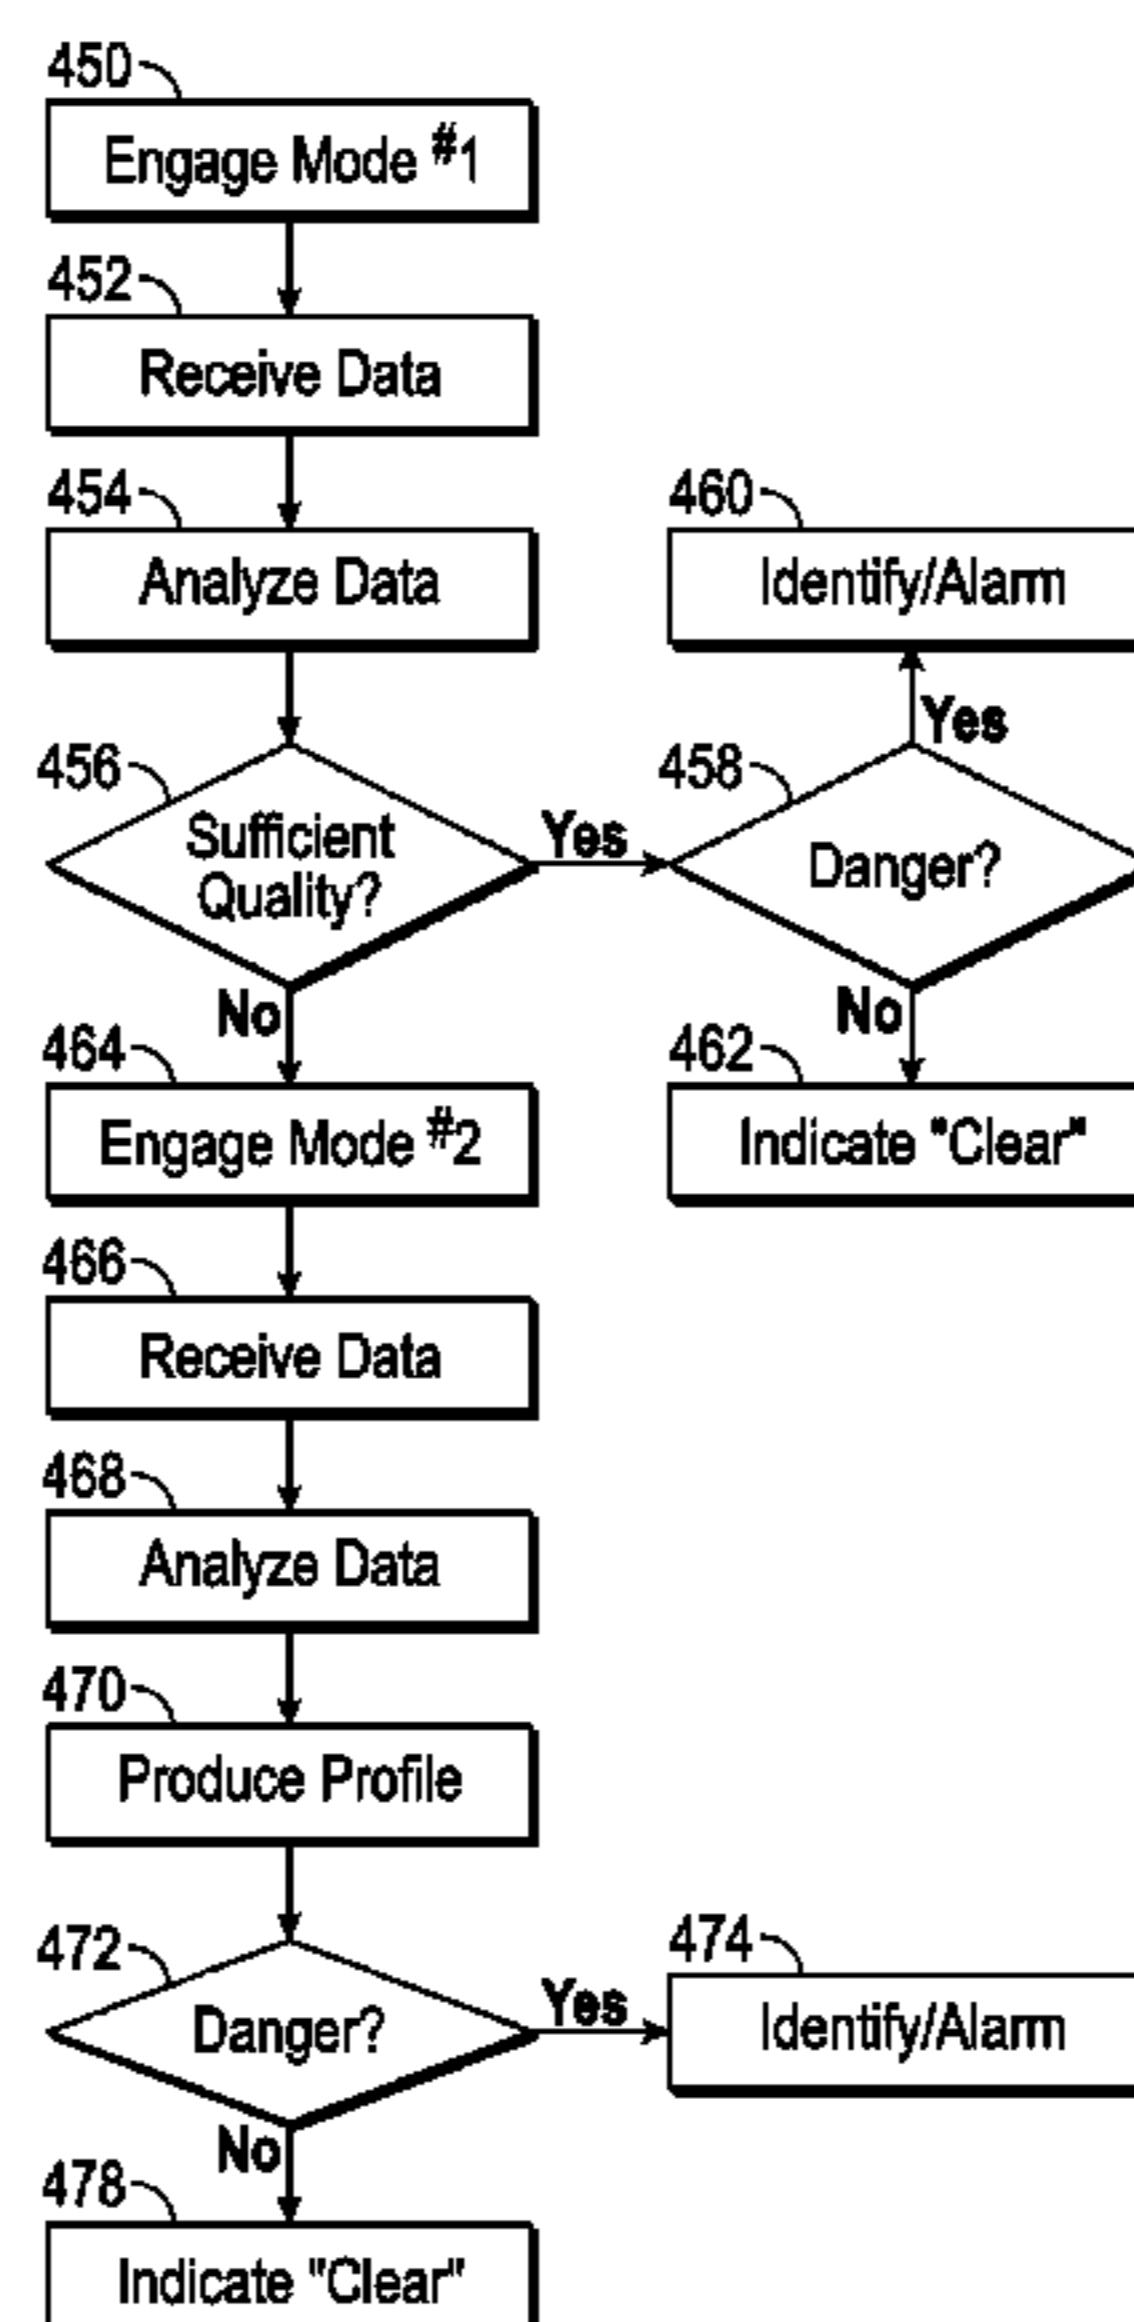 450
Engage Mode #1
452
Receive Data
454
Analyze Data
460
Identify/Alarm
Yes
456
Sufficient
Quality?
Yes
458
Danger?
No
No
464
Engage Mode #2
462
Indicate "Clear"
466
Receive Data
468
Analyze Data
470
Produce Profile
472
Danger?
Yes
474
Identify/Alarm
No
478
Indicate "Clear"